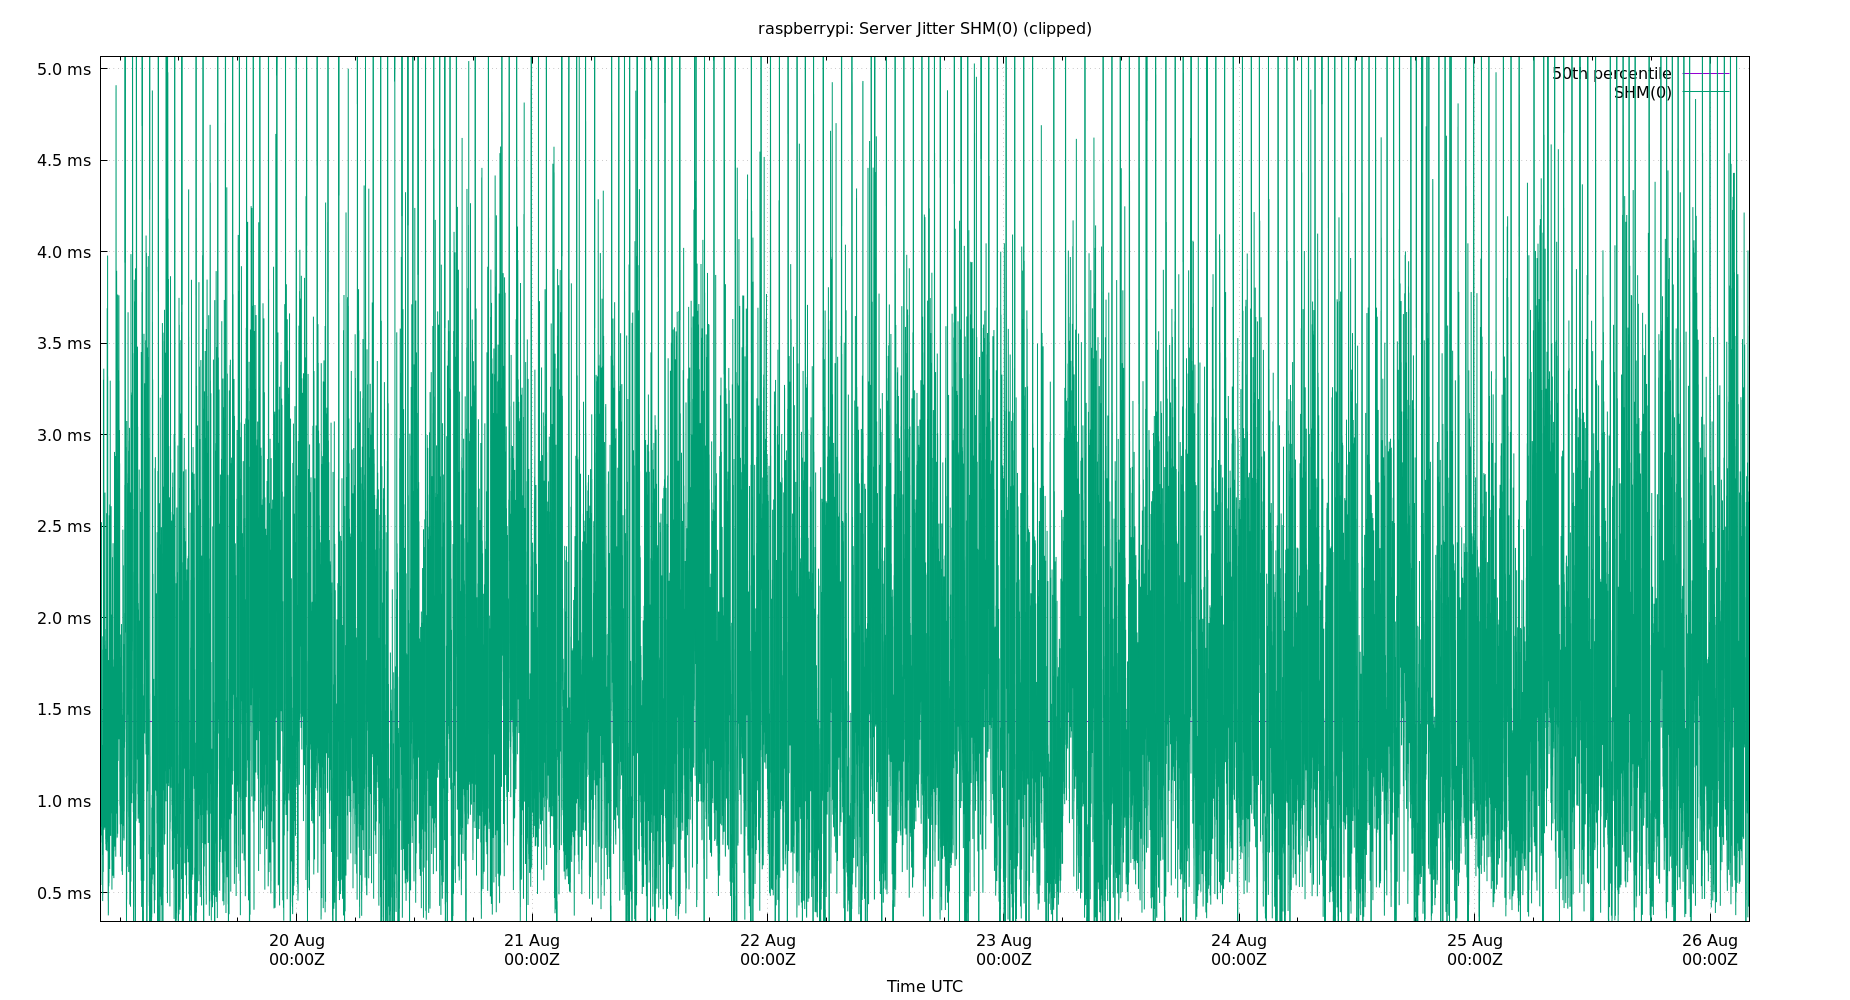 raspberrypi: Server Jitter SHM(0) (clipped)
50th percentile
SHM(0)
5.0 ms
4.5 ms
4.0 ms
3.5 ms
3.0 ms
2.5 ms
2.0 ms
1.5 ms
1.0 ms
0.5 ms
20 Aug 21 Aug 22 Aug 23 Aug 24 Aug 25 Aug 26 Aug
00:00Z 00:00Z 00:00Z 00:00Z 00:00Z 00:00Z 00:00Z
Time UTC